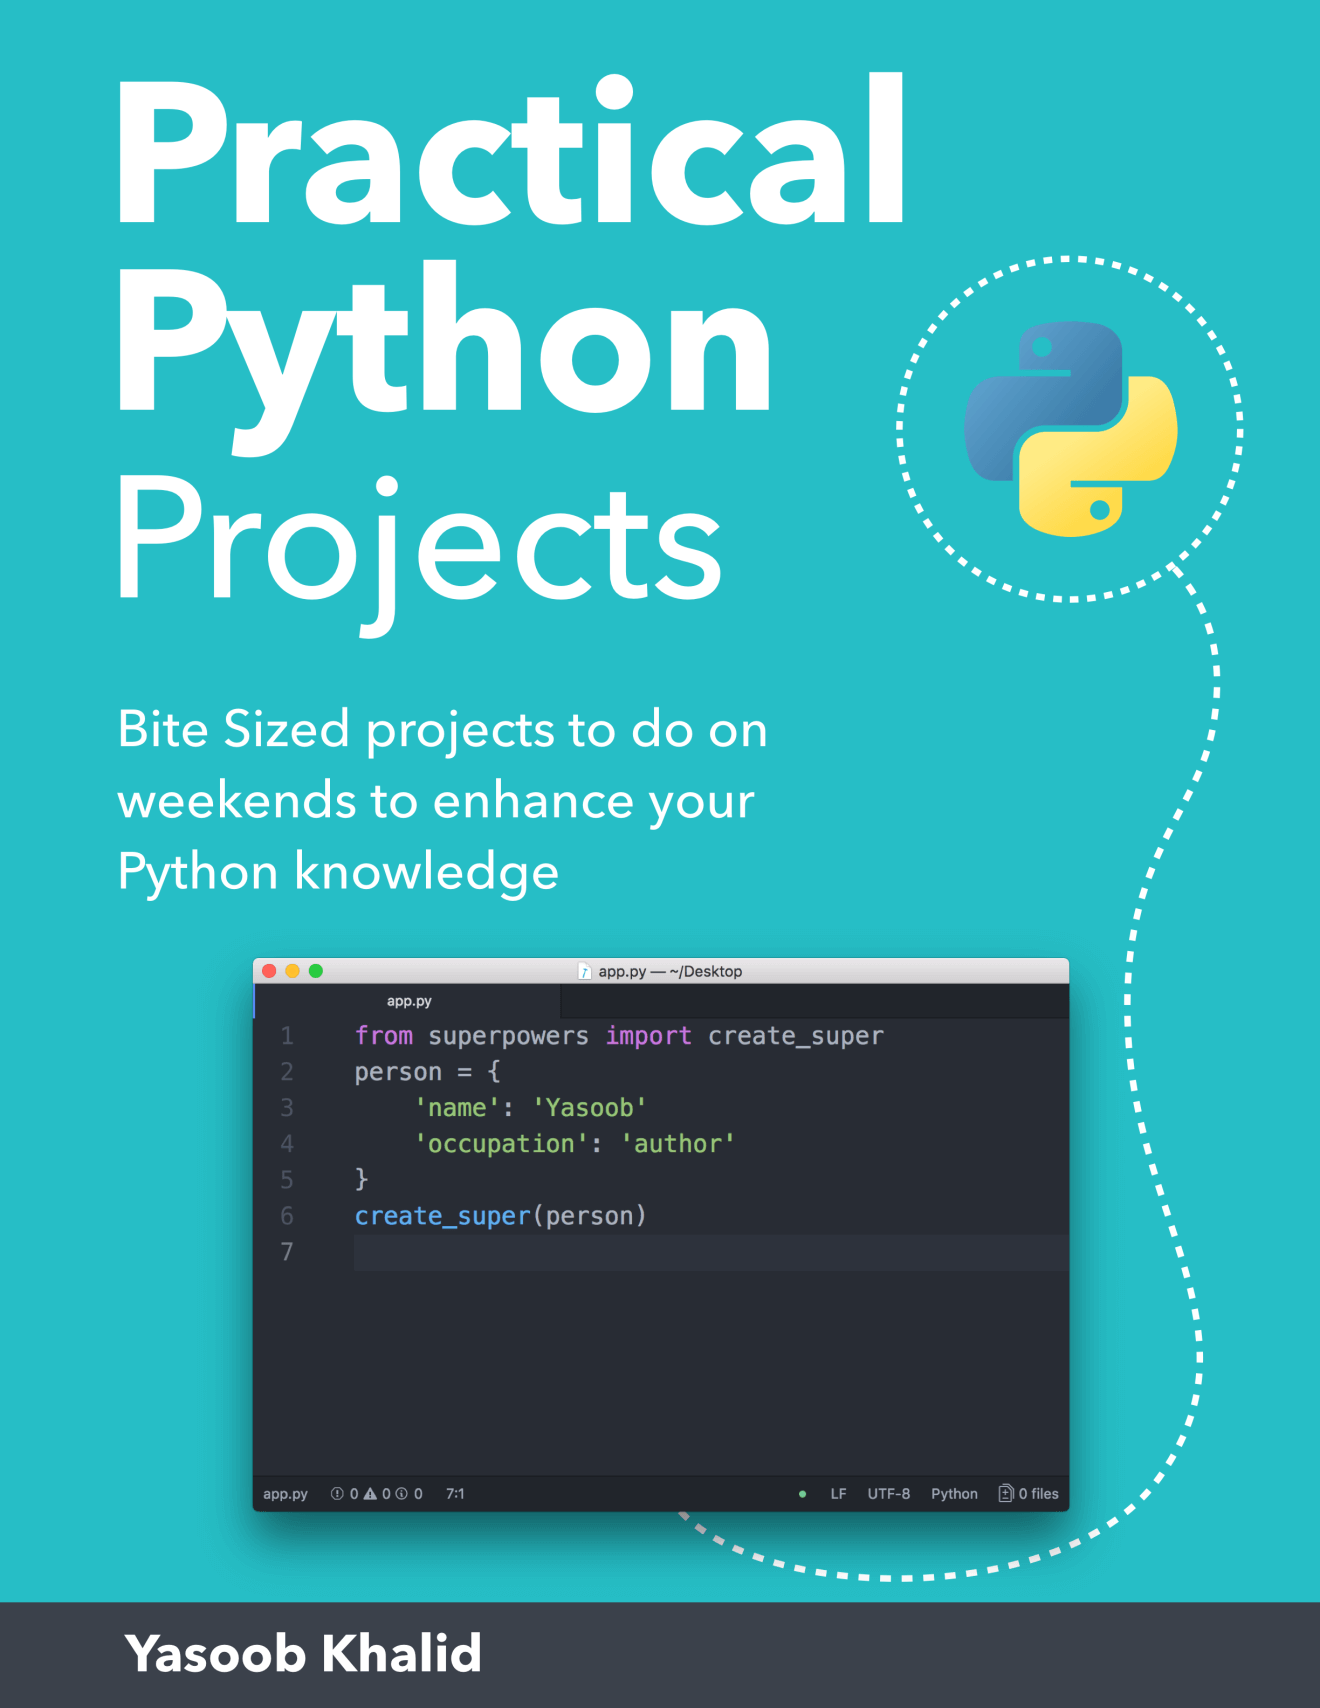 Practical
Python
Projects
Bite Sized projects to do on
weekends to enhance your
Python knowledge
app.py — ~/Desktop
app.py
1 from superpowers import create_super
2 person = {
3     'name': 'Yasoob'
4     'occupation': 'author'
5 }
6 create_super(person)
7
app.py 0 0 0 7:1 LF UTF-8 Python 0 files
Yasoob Khalid